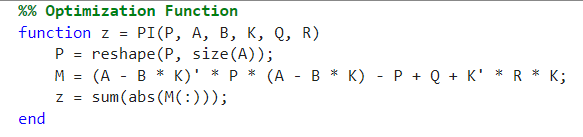 %% Optimization Function
function z = PI(P, A, B, K, Q, R)
    P = reshape(P, size(A));
    M = (A - B * K)' * P * (A - B * K) - P + Q + K' * R * K;
    z = sum(abs(M(:)));
end